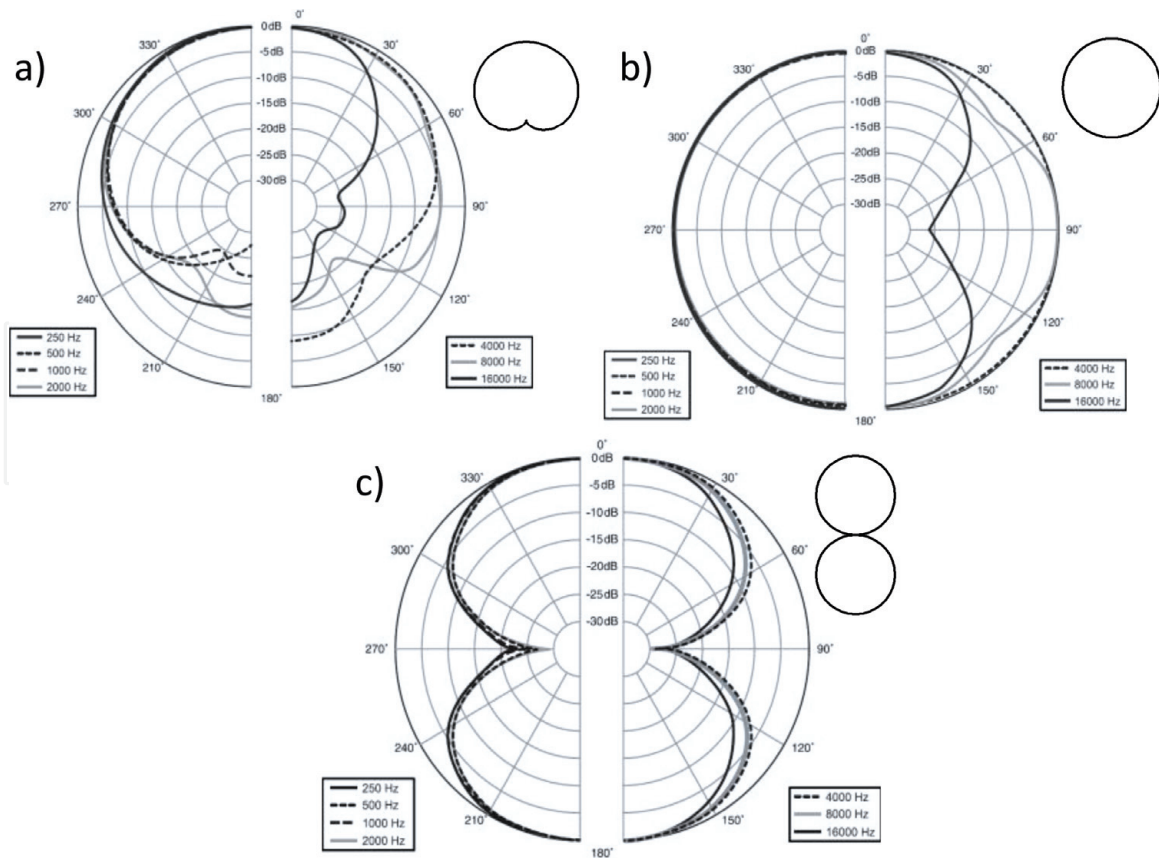 a)
0°
0dB
330°
30°
-5dB
-10dB
300°
60°
-15dB
-20dB
-25dB
-30dB
270°
90°
240°
120°
250 Hz
500 Hz
1000 Hz
2000 Hz
210°
150°
4000 Hz
8000 Hz
16000 Hz
180°
b)
0°
0dB
330°
30°
-5dB
-10dB
300°
60°
-15dB
-20dB
-25dB
-30dB
270°
90°
240°
120°
250 Hz
500 Hz
1000 Hz
2000 Hz
210°
150°
4000 Hz
8000 Hz
16000 Hz
180°
c)
0°
0dB
330°
30°
-5dB
-10dB
300°
60°
-15dB
-20dB
-25dB
-30dB
270°
90°
240°
120°
250 Hz
500 Hz
1000 Hz
2000 Hz
210°
150°
4000 Hz
8000 Hz
16000 Hz
180°